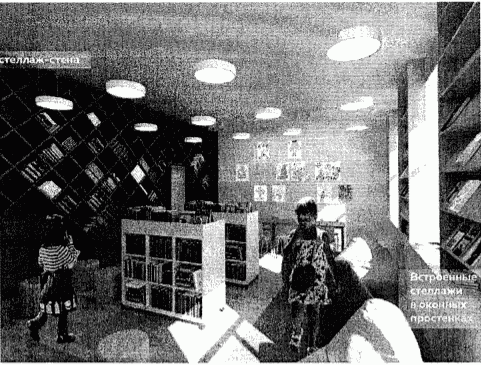 стеллаж-стена
Встроенные
стеллажи
в оконных
простенках